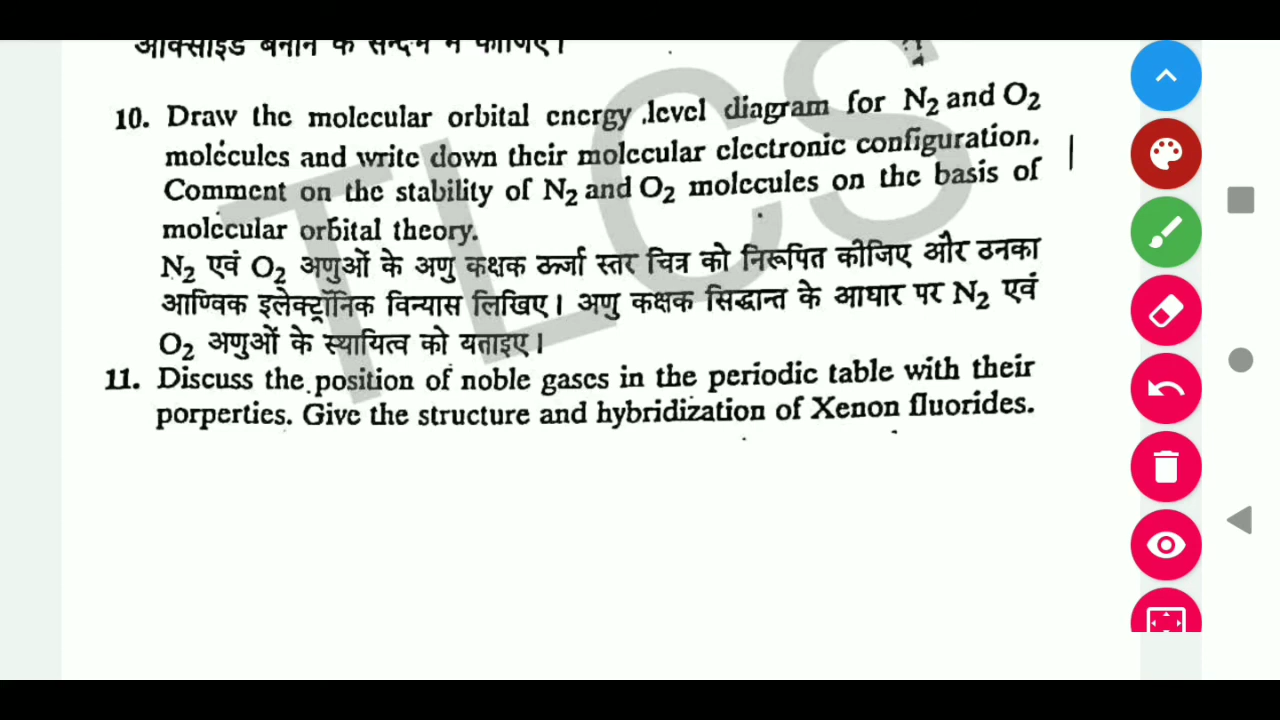 10. Draw the molecular orbital energy level diagram for N2 and O2
molecules and write down their molecular electronic configuration.
Comment on the stability of N2 and O2 molecules on the basis of
molecular orbital theory.
N2 एवं O2 अणुओं के अणु कक्षक ऊर्जा स्तर चित्र को निरूपित कीजिए और उनका
आण्विक इलेक्ट्रॉनिक विन्यास लिखिए। अणु कक्षक सिद्धान्त के आधार पर N2 एवं
O2 अणुओं के स्थायित्व को बताइए।
11. Discuss the position of noble gases in the periodic table with their
porperties. Give the structure and hybridization of Xenon fluorides.
TLCS